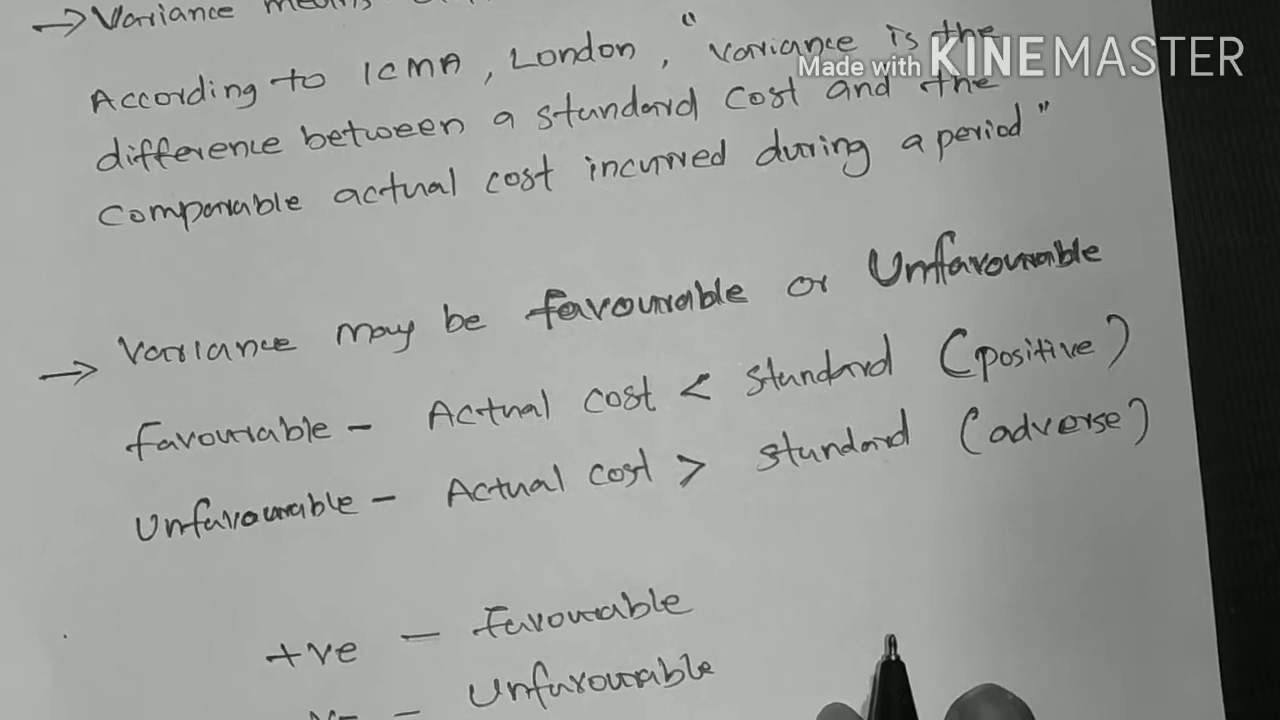 → Variance means
According to ICMA, London, "Variance is the
Made with KINEMASTER
difference between a standard cost and the
comparable actual cost incurred during a period"
→ Variance may be favourable or Unfavourable
favourable - Actual cost < standard (positive)
Unfavourable - Actual cost > standard (adverse)
+ve - Favourable
- Unfavourable